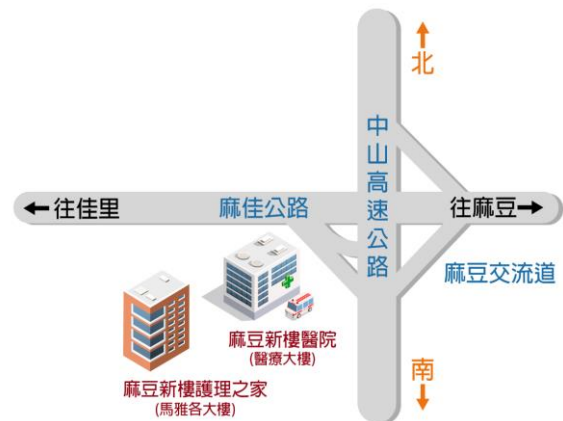 北
中山高速公路
←往佳里
麻佳公路
往麻豆→
麻豆交流道
麻豆新樓醫院
(醫療大樓)
麻豆新樓護理之家
(馬雅各大樓)
南